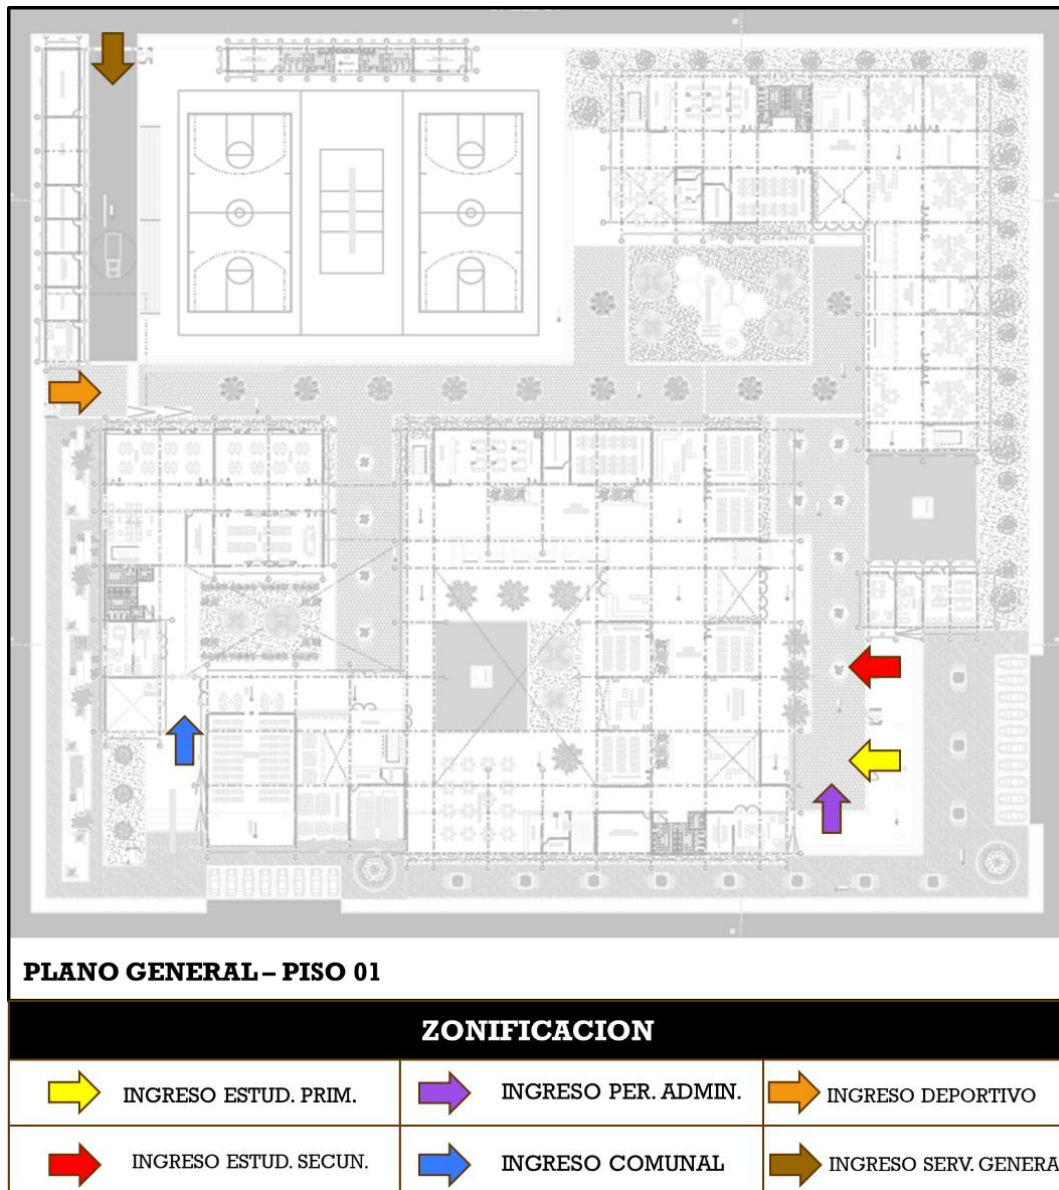 PLANO GENERAL – PISO 01
ZONIFICACION
INGRESO ESTUD. PRIM.
INGRESO PER. ADMIN.
INGRESO DEPORTIVO
INGRESO ESTUD. SECUN.
INGRESO COMUNAL
INGRESO SERV. GENERA